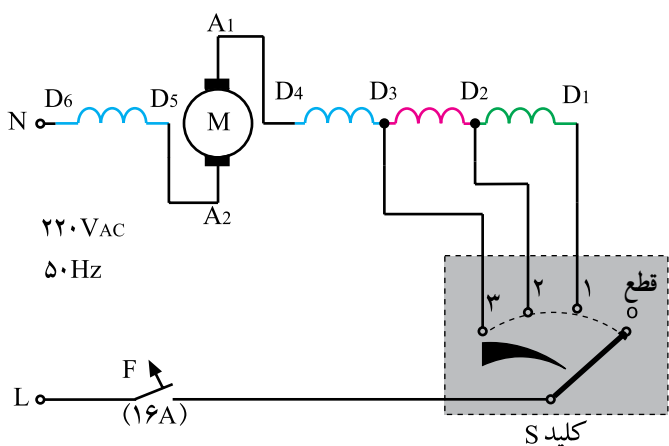 A1
D6 D5 D4 D3 D2 D1
N M
A2
۲۲۰VAC
۵۰Hz
۳ ۲ ۱ قطع
o
F
L
(۱۶A)
کلید S